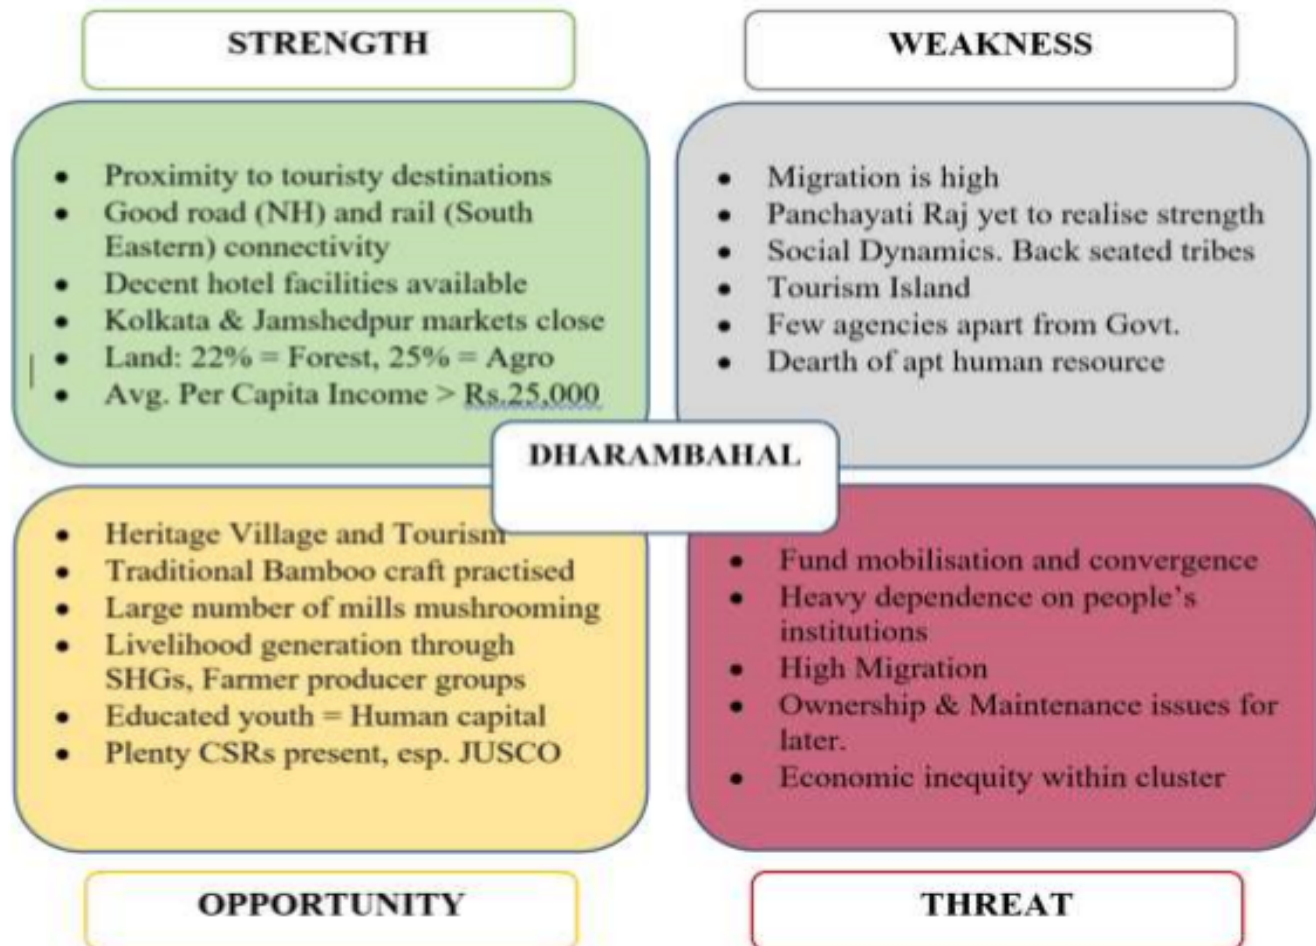 STRENGTH
WEAKNESS
• Proximity to touristy destinations
• Good road (NH) and rail (South
Eastern) connectivity
• Decent hotel facilities available
• Kolkata & Jamshedpur markets close
• Land: 22% = Forest, 25% = Agro
• Avg. Per Capita Income > Rs.25,000
• Migration is high
• Panchayati Raj yet to realise strength
• Social Dynamics. Back seated tribes
• Tourism Island
• Few agencies apart from Govt.
• Dearth of apt human resource
DHARAMBAHAL
• Heritage Village and Tourism
• Traditional Bamboo craft practised
• Large number of mills mushrooming
• Livelihood generation through
SHGs, Farmer producer groups
• Educated youth = Human capital
• Plenty CSRs present, esp. JUSCO
• Fund mobilisation and convergence
• Heavy dependence on people's
institutions
• High Migration
• Ownership & Maintenance issues for
later.
• Economic inequity within cluster
OPPORTUNITY
THREAT